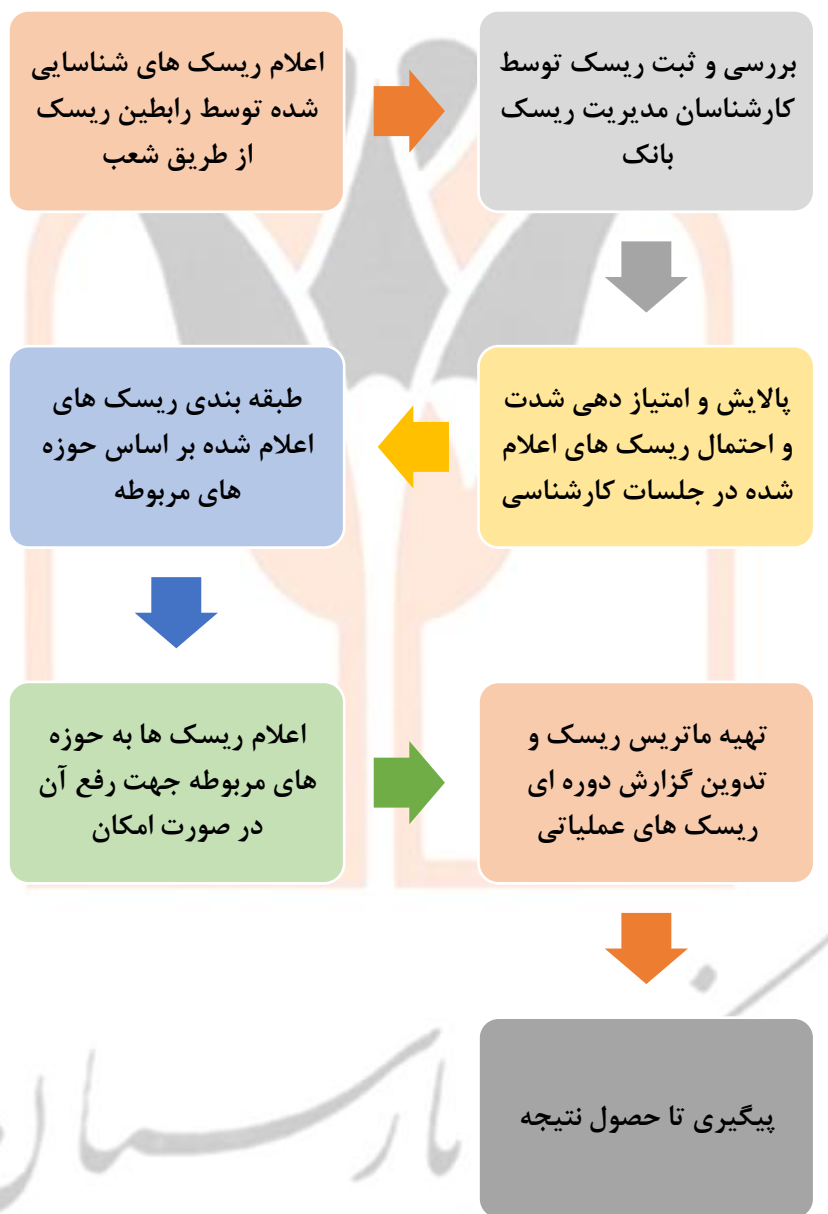 اعلام ریسک های شناسایی
شده توسط رابطین ریسک
از طریق شعب
بررسی و ثبت ریسک توسط
کارشناسان مدیریت ریسک
بانک
پالایش و امتیاز دهی شدت
و احتمال ریسک های اعلام
شده در جلسات کارشناسی
طبقه بندی ریسک های
اعلام شده بر اساس حوزه
های مربوطه
اعلام ریسک ها به حوزه
های مربوطه جهت رفع آن
در صورت امکان
تهیه ماتریس ریسک و
تدوین گزارش دوره ای
ریسک های عملیاتی
پیگیری تا حصول نتیجه